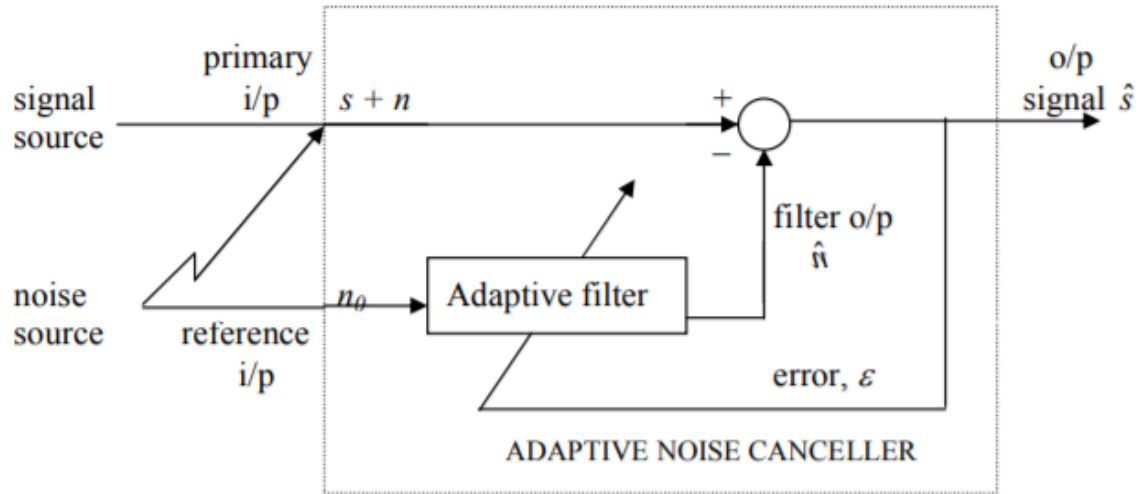 primary
i/p
signal
source
s + n
+
−
o/p
signal ŝ
filter o/p
n̂
noise
source
n₀
Adaptive filter
reference
i/p
error, ε
ADAPTIVE NOISE CANCELLER